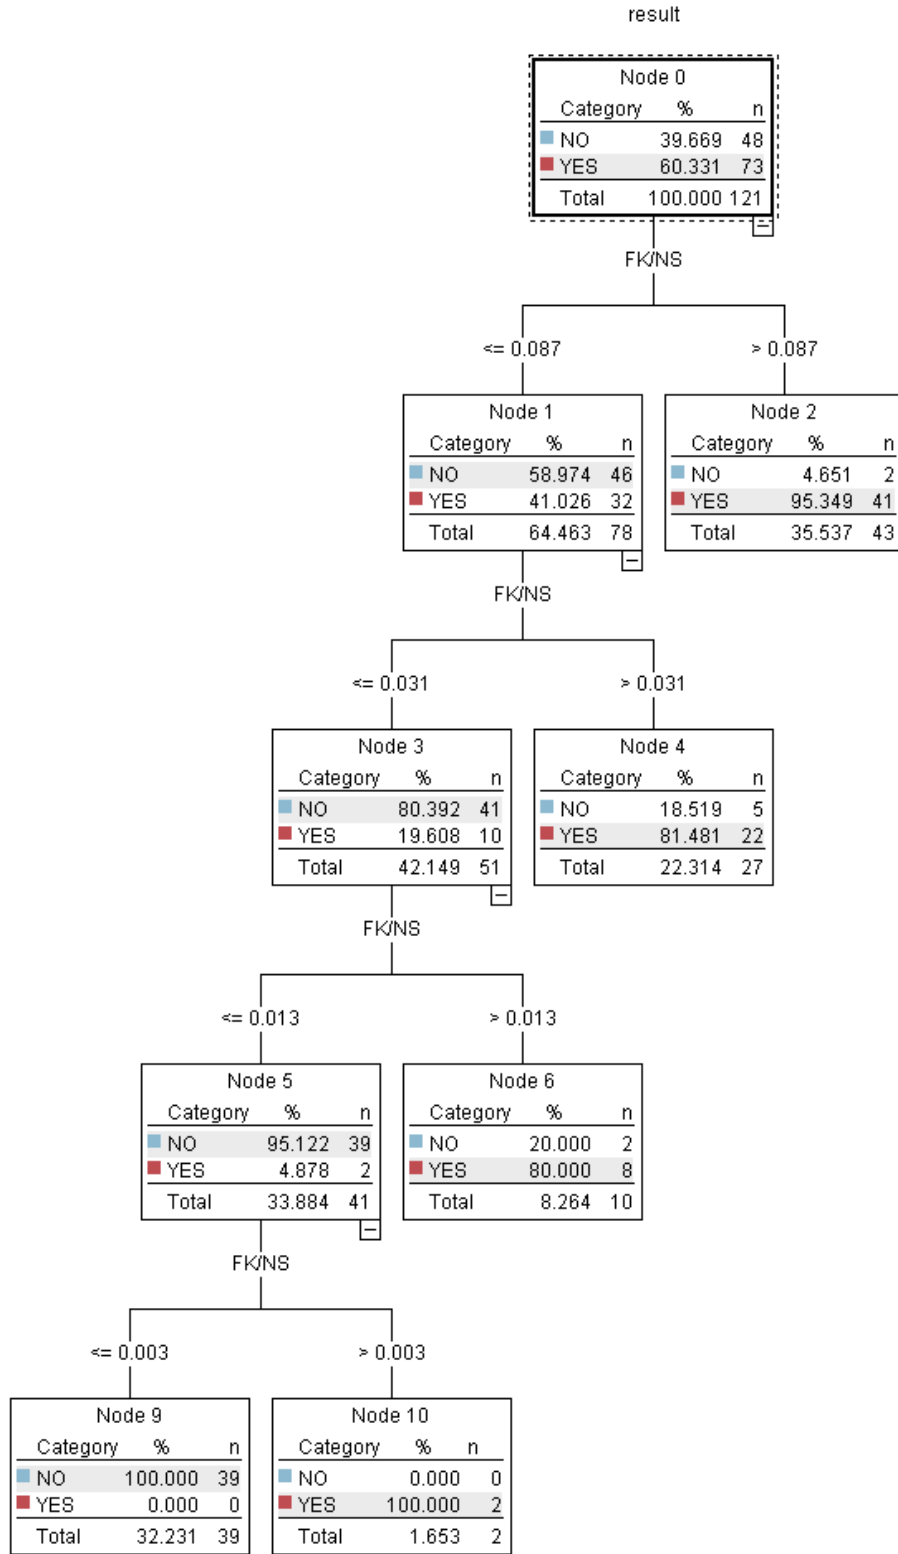 result
Node 0
Category % n
NO 39.669 48
YES 60.331 73
Total 100.000 121
FK/NS
<= 0.087
> 0.087
Node 1
Category % n
NO 58.974 46
YES 41.026 32
Total 64.463 78
Node 2
Category % n
NO 4.651 2
YES 95.349 41
Total 35.537 43
FK/NS
<= 0.031
> 0.031
Node 3
Category % n
NO 80.392 41
YES 19.608 10
Total 42.149 51
Node 4
Category % n
NO 18.519 5
YES 81.481 22
Total 22.314 27
FK/NS
<= 0.013
> 0.013
Node 5
Category % n
NO 95.122 39
YES 4.878 2
Total 33.884 41
Node 6
Category % n
NO 20.000 2
YES 80.000 8
Total 8.264 10
FK/NS
<= 0.003
> 0.003
Node 9
Category % n
NO 100.000 39
YES 0.000 0
Total 32.231 39
Node 10
Category % n
NO 0.000 0
YES 100.000 2
Total 1.653 2